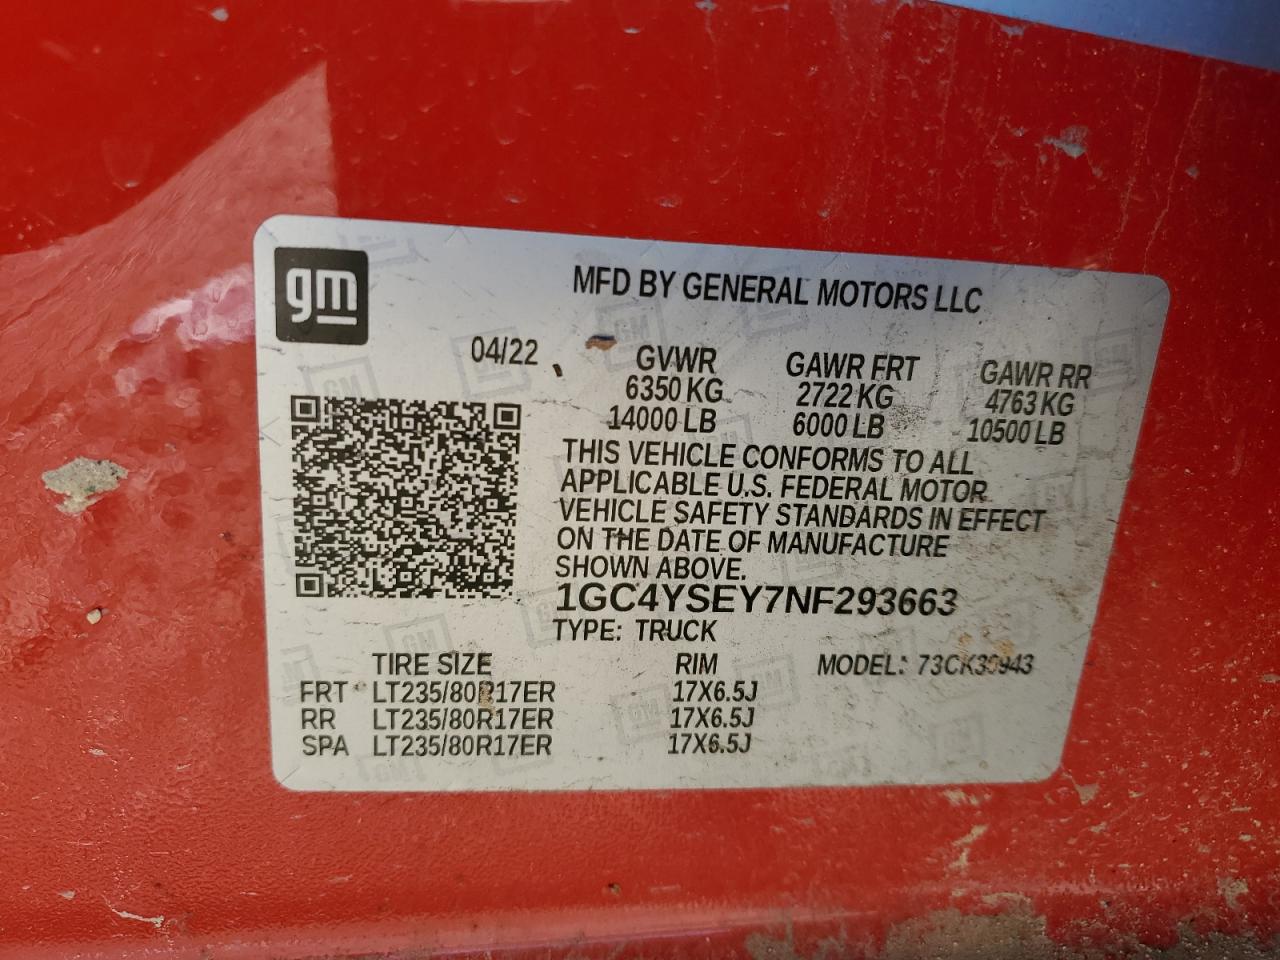 gm
MFD BY GENERAL MOTORS LLC
04/22 GVWR GAWR FRT GAWR RR
6350 KG 2722 KG 4763 KG
14000 LB 6000 LB 10500 LB
THIS VEHICLE CONFORMS TO ALL
APPLICABLE U.S. FEDERAL MOTOR
VEHICLE SAFETY STANDARDS IN EFFECT
ON THE DATE OF MANUFACTURE
SHOWN ABOVE.
1GC4YSEY7NF293663
TYPE: TRUCK
TIRE SIZE RIM MODEL: 73CK30943
FRT LT235/80R17ER 17X6.5J
RR LT235/80R17ER 17X6.5J
SPA LT235/80R17ER 17X6.5J